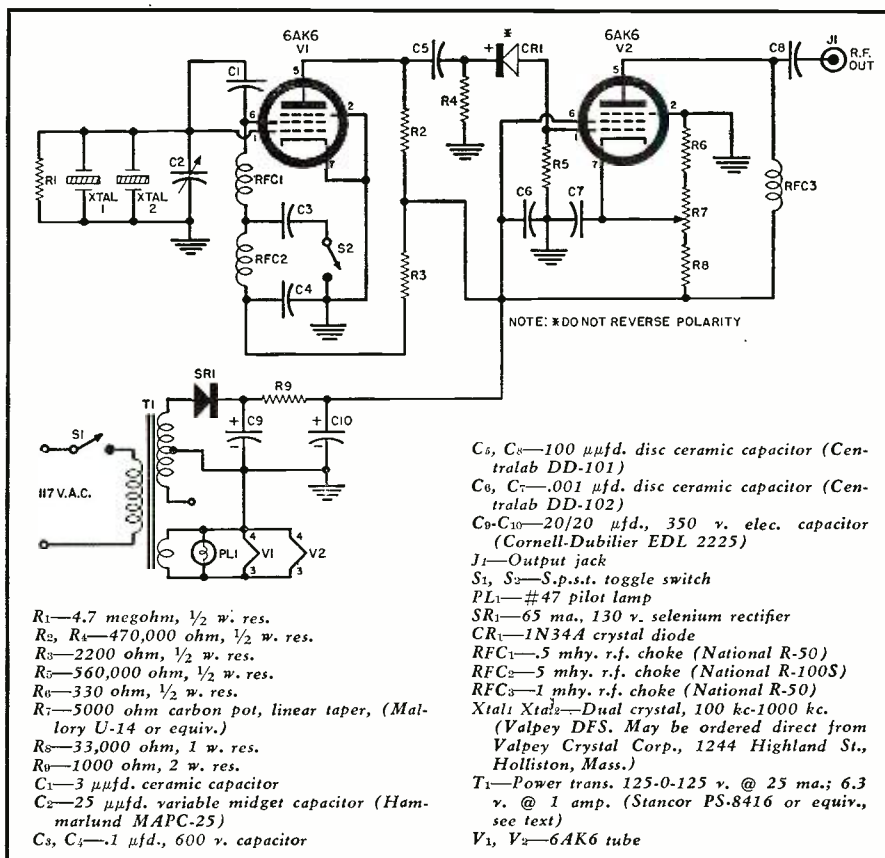 6AK6
V1
C1
5
6
1
2
7
C5
*
+
CR1
R4
6AK6
V2
5
6
1
2
7
C8
J1
R.F.
OUT
R1
XTAL
1
XTAL
2
C2
RFC1
RFC2
C3
S2
C4
R2
R3
R5
C6
C7
R6
R7
R8
RFC3
NOTE: *DO NOT REVERSE POLARITY
S1
117 V.A.C.
T1
SR1
R9
+
C9
-
+
C10
-
PL1
4
V1
3
4
V2
3
R1—4.7 megohm, ½ w. res.
R2, R4—470,000 ohm, ½ w. res.
R3—2200 ohm, ½ w. res.
R5—560,000 ohm, ½ w. res.
R6—330 ohm, ½ w. res.
R7—5000 ohm carbon pot, linear taper, (Mal-
lory U-14 or equiv.)
R8—33,000 ohm, 1 w. res.
R9—1000 ohm, 2 w. res.
C1—3 μμfd. ceramic capacitor
C2—25 μμfd. variable midget capacitor (Ham-
marlund MAPC-25)
C3, C4—.1 μfd., 600 v. capacitor
C5, C8—100 μμfd. disc ceramic capacitor (Cen-
tralab DD-101)
C6, C7—.001 μfd. disc ceramic capacitor (Cen-
tralab DD-102)
C9-C10—20/20 μfd., 350 v. elec. capacitor
(Cornell-Dubilier EDL 2225)
J1—Output jack
S1, S2—S.p.s.t. toggle switch
PL1—#47 pilot lamp
SR1—65 ma., 130 v. selenium rectifier
CR1—1N34A crystal diode
RFC1—.5 mhy. r.f. choke (National R-50)
RFC2—5 mhy. r.f. choke (National R-100S)
RFC3—1 mhy. r.f. choke (National R-50)
Xtal1 Xtal2—Dual crystal, 100 kc-1000 kc.
(Valpey DFS. May be ordered direct from
Valpey Crystal Corp., 1244 Highland St.,
Holliston, Mass.)
T1—Power trans. 125-0-125 v. @ 25 ma.; 6.3
v. @ 1 amp. (Stancor PS-8416 or equiv.,
see text)
V1, V2—6AK6 tube